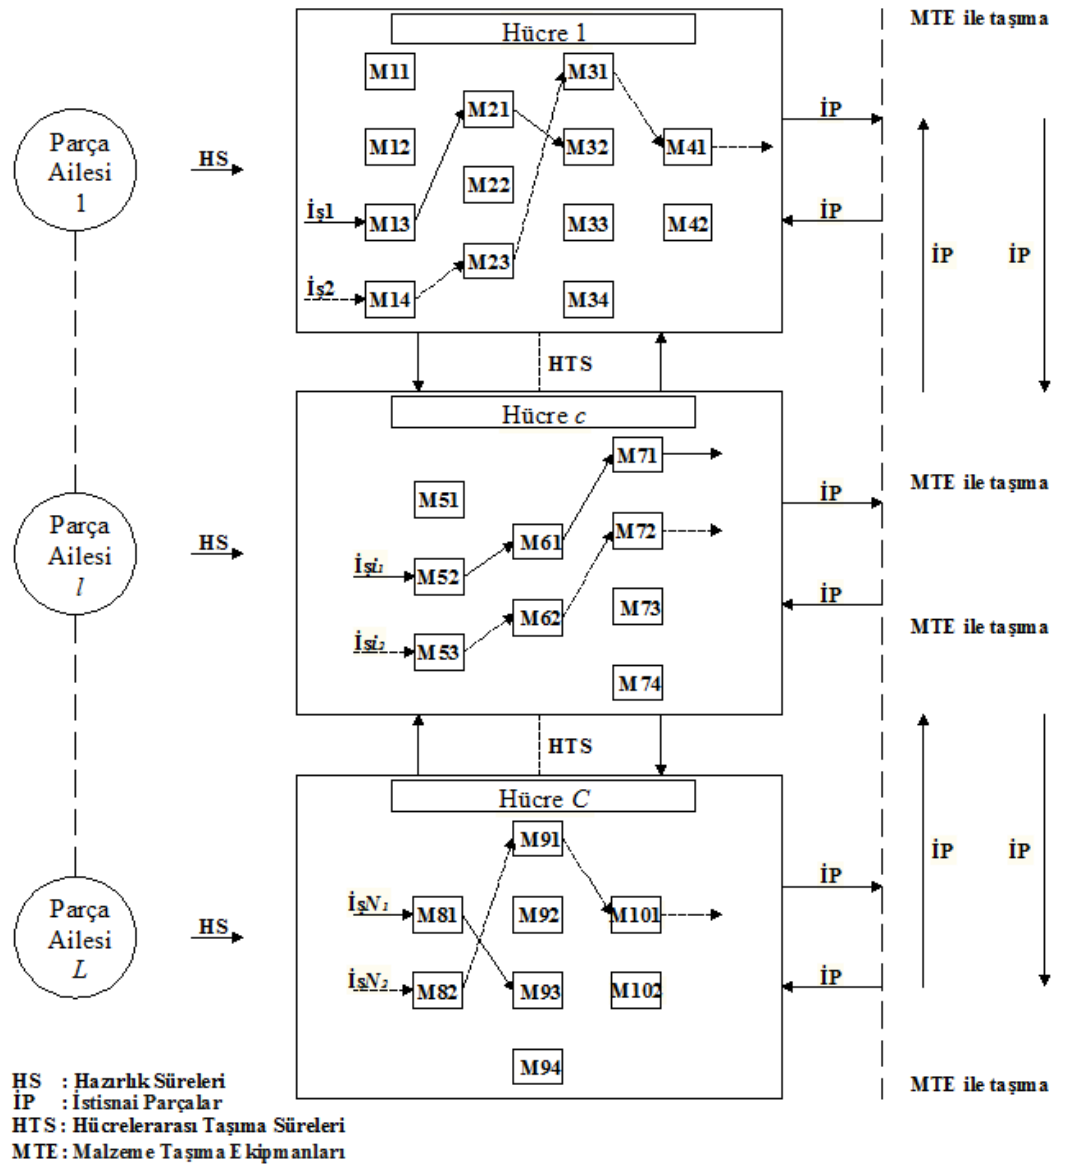 MTE ile taşıma
Hücre 1
M11
M31
M21
İP
Parça
Ailesi
1
HS
M12
M32
M41
M22
İş1
M13
M33
M42
İP
M23
İP
İP
İş2
M14
M34
HTS
Hücre c
M71
MTE ile taşıma
M51
İP
Parça
Ailesi
l
HS
M61
M72
İşi₁
M52
M73
İP
M62
MTE ile taşıma
İşi₂
M53
M74
HTS
Hücre C
M91
İP
İP
İP
Parça
Ailesi
L
HS
İşN₁
M81
M92
M101
İşN₂
M82
M93
M102
İP
M94
MTE ile taşıma
HS : Hazırlık Süreleri
İP : İstisnai Parçalar
HTS : Hücrelerarası Taşıma Süreleri
MTE : Malzeme Taşıma Ekipmanları